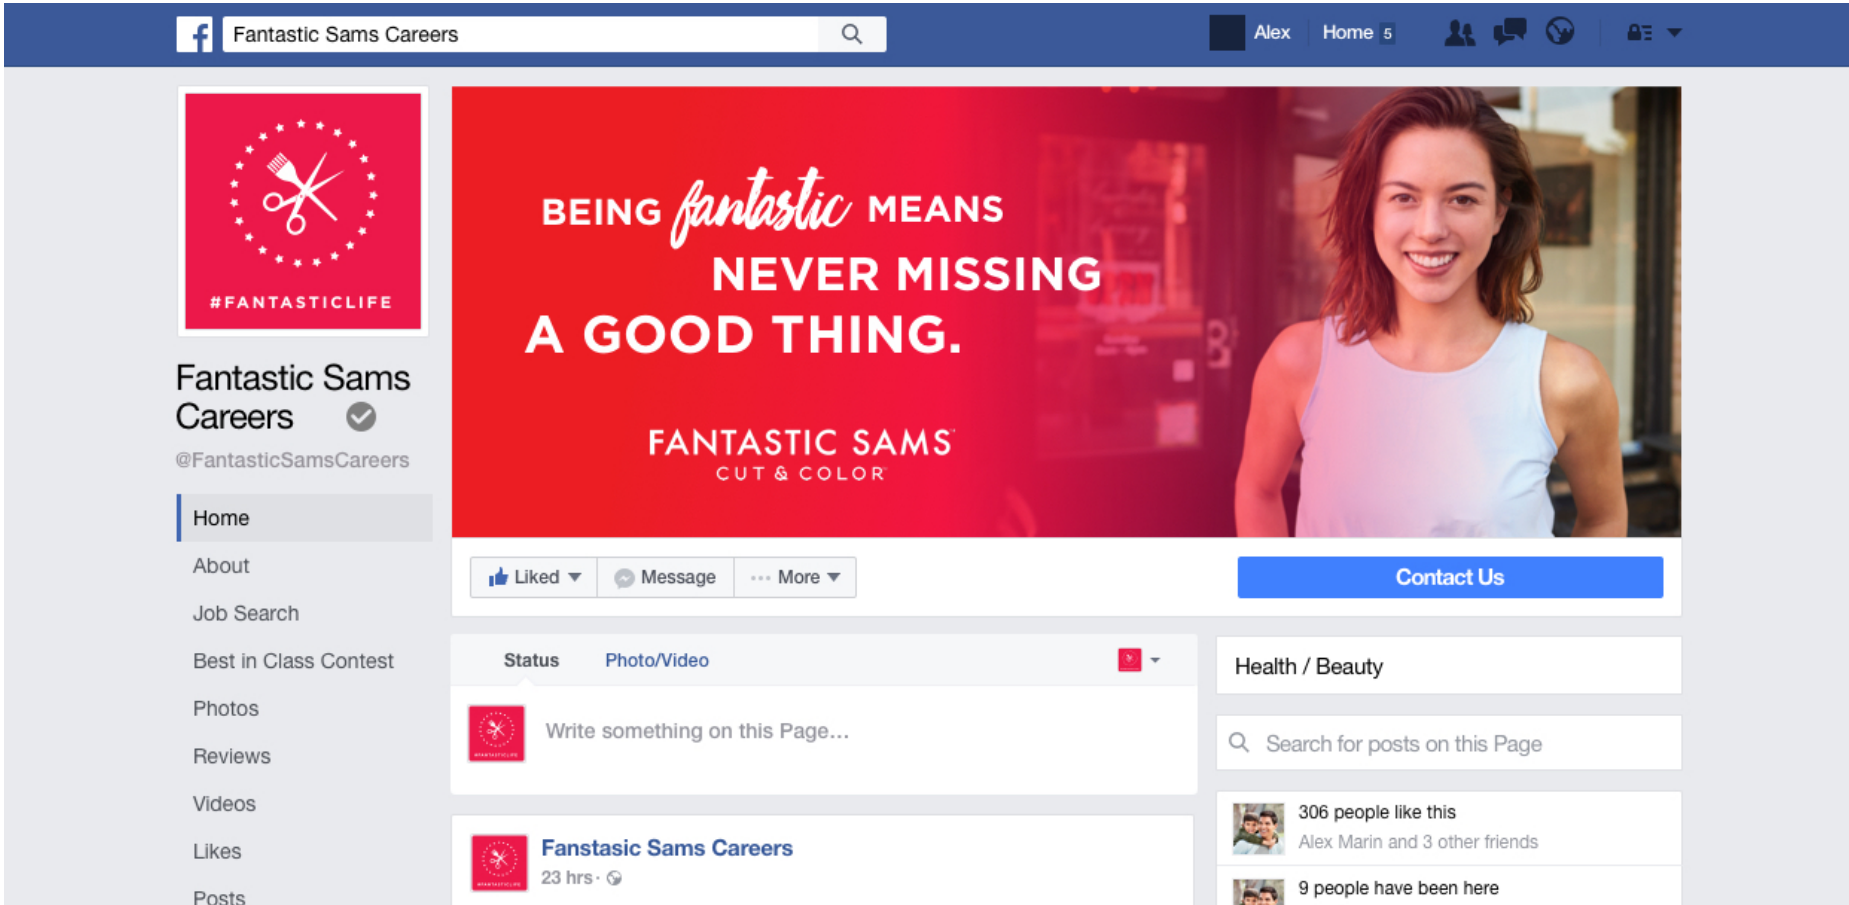 Fantastic Sams Careers
Alex
Home 5
#FANTASTICLIFE
Fantastic Sams
Careers
@FantasticSamsCareers
Home
About
Job Search
Best in Class Contest
Photos
Reviews
Videos
Likes
Posts
BEING fantastic MEANS
NEVER MISSING
A GOOD THING.
FANTASTIC SAMS™
CUT & COLOR™
Liked
Message
More
Contact Us
Status
Photo/Video
Write something on this Page...
Fanstasic Sams Careers
23 hrs ·
Health / Beauty
Search for posts on this Page
306 people like this
Alex Marin and 3 other friends
9 people have been here